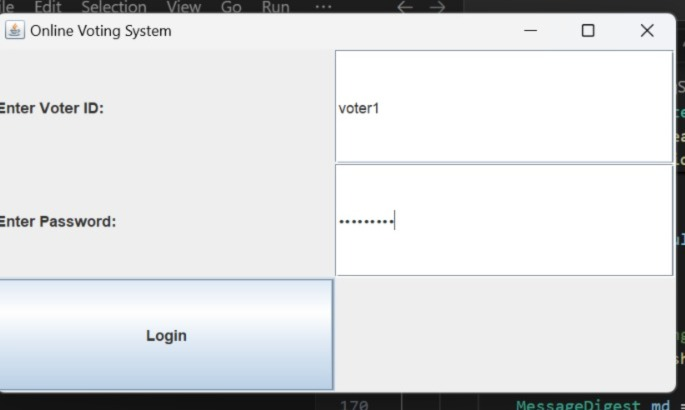 Edit Selection View Go Run ... ← →
Online Voting System
Enter Voter ID:
voter1
Enter Password:
•••••••••
Login
170
MessageDigest md =